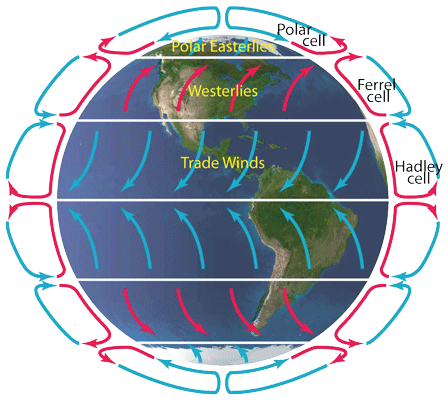 Polar
cell
Polar Easterlies
Ferrel
cell
Westerlies
Trade Winds
Hadley
cell